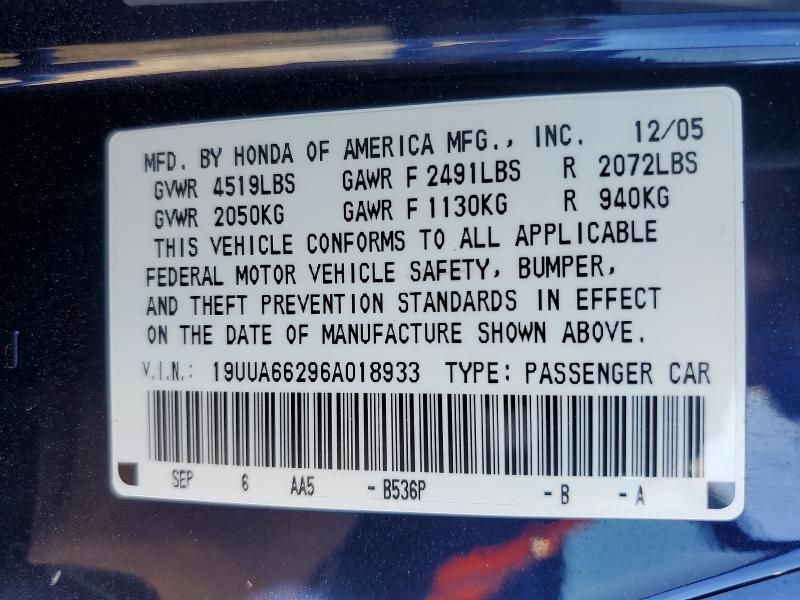 MFD. BY HONDA OF AMERICA MFG., INC. 12/05
GVWR 4519LBS GAWR F 2491LBS R 2072LBS
GVWR 2050KG GAWR F 1130KG R 940KG
THIS VEHICLE CONFORMS TO ALL APPLICABLE
FEDERAL MOTOR VEHICLE SAFETY, BUMPER,
AND THEFT PREVENTION STANDARDS IN EFFECT
ON THE DATE OF MANUFACTURE SHOWN ABOVE.
V.I.N.: 19UUA66296A018933 TYPE: PASSENGER CAR
SEP 6 AA5 -B536P -B -A